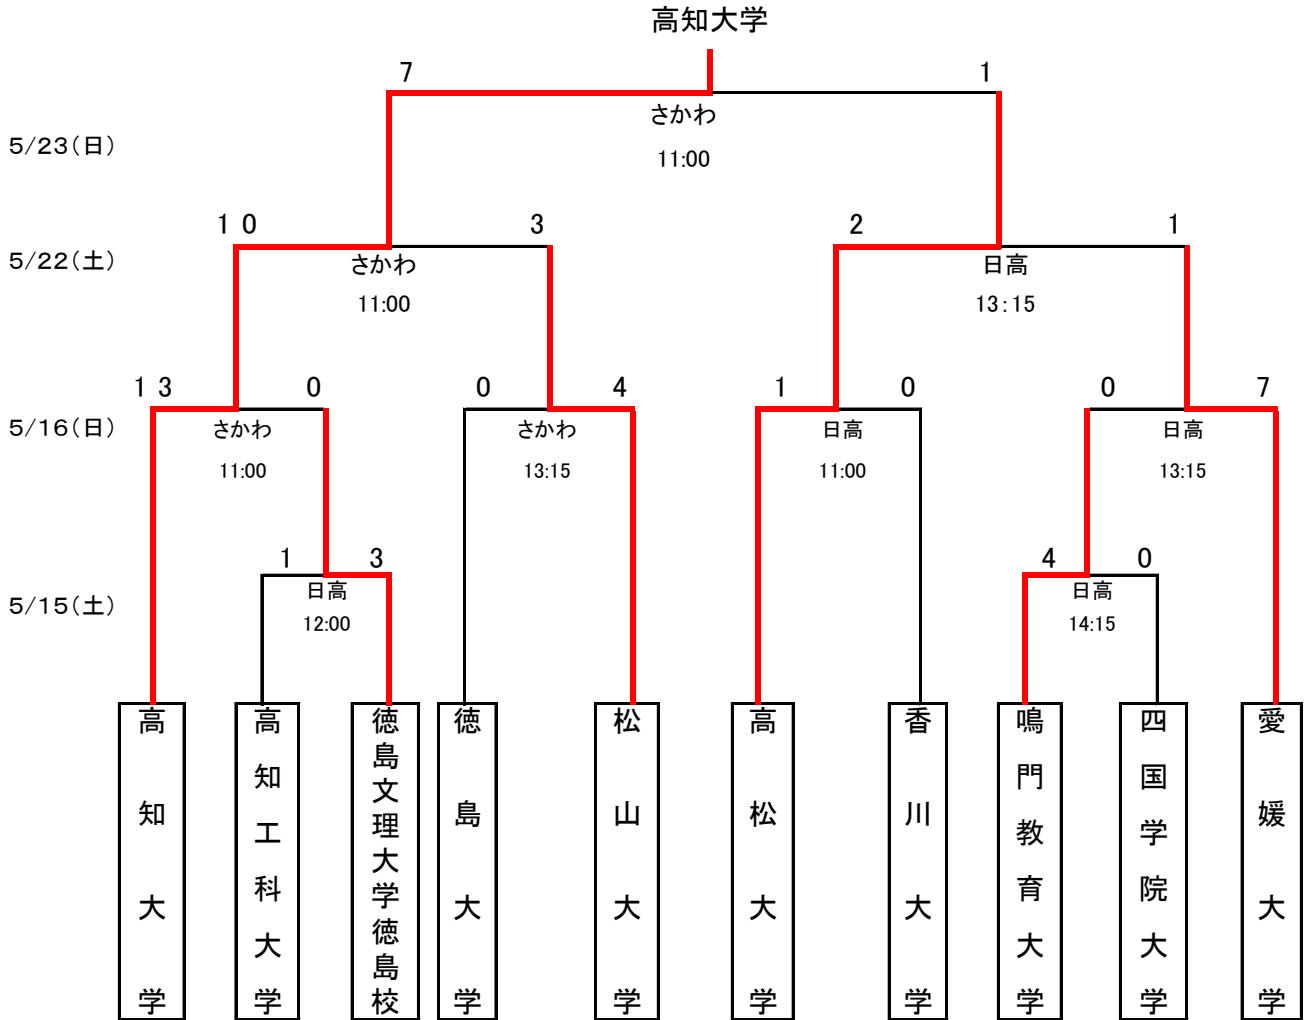 高知大学
7
1
さかわ
5/23(日)
11:00
10
3
2
1
5/22(土)
さかわ
日高
11:00
13:15
13
0
0
4
1
0
0
7
5/16(日)
さかわ
さかわ
日高
日高
11:00
13:15
11:00
13:15
1
3
4
0
5/15(土)
日高
日高
12:00
14:15
高知大学
高知工科大学
徳島文理大学徳島校
徳島大学
松山大学
高松大学
香川大学
鳴門教育大学
四国学院大学
愛媛大学